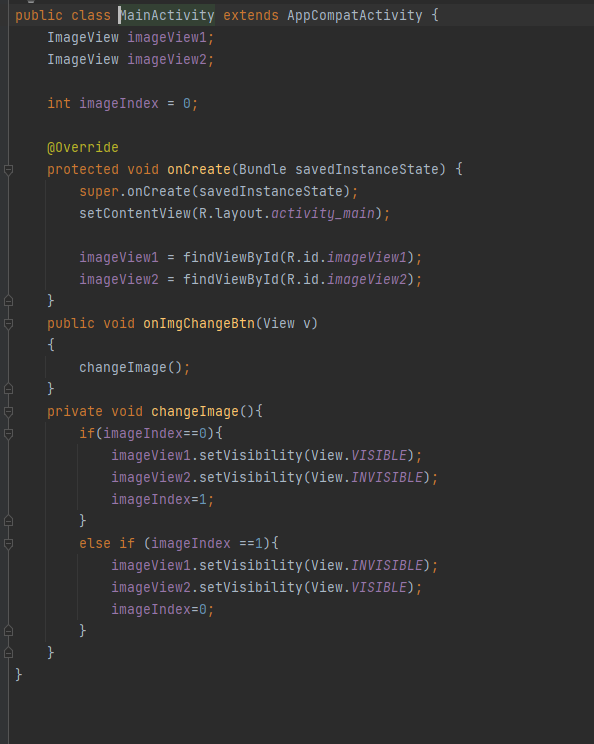 public class MainActivity extends AppCompatActivity {
    ImageView imageView1;
    ImageView imageView2;

    int imageIndex = 0;

    @Override
    protected void onCreate(Bundle savedInstanceState) {
        super.onCreate(savedInstanceState);
        setContentView(R.layout.activity_main);

        imageView1 = findViewById(R.id.imageView1);
        imageView2 = findViewById(R.id.imageView2);
    }
    public void onImgChangeBtn(View v)
    {
        changeImage();
    }
    private void changeImage(){
        if(imageIndex==0){
            imageView1.setVisibility(View.VISIBLE);
            imageView2.setVisibility(View.INVISIBLE);
            imageIndex=1;
        }
        else if (imageIndex ==1){
            imageView1.setVisibility(View.INVISIBLE);
            imageView2.setVisibility(View.VISIBLE);
            imageIndex=0;
        }
    }
}